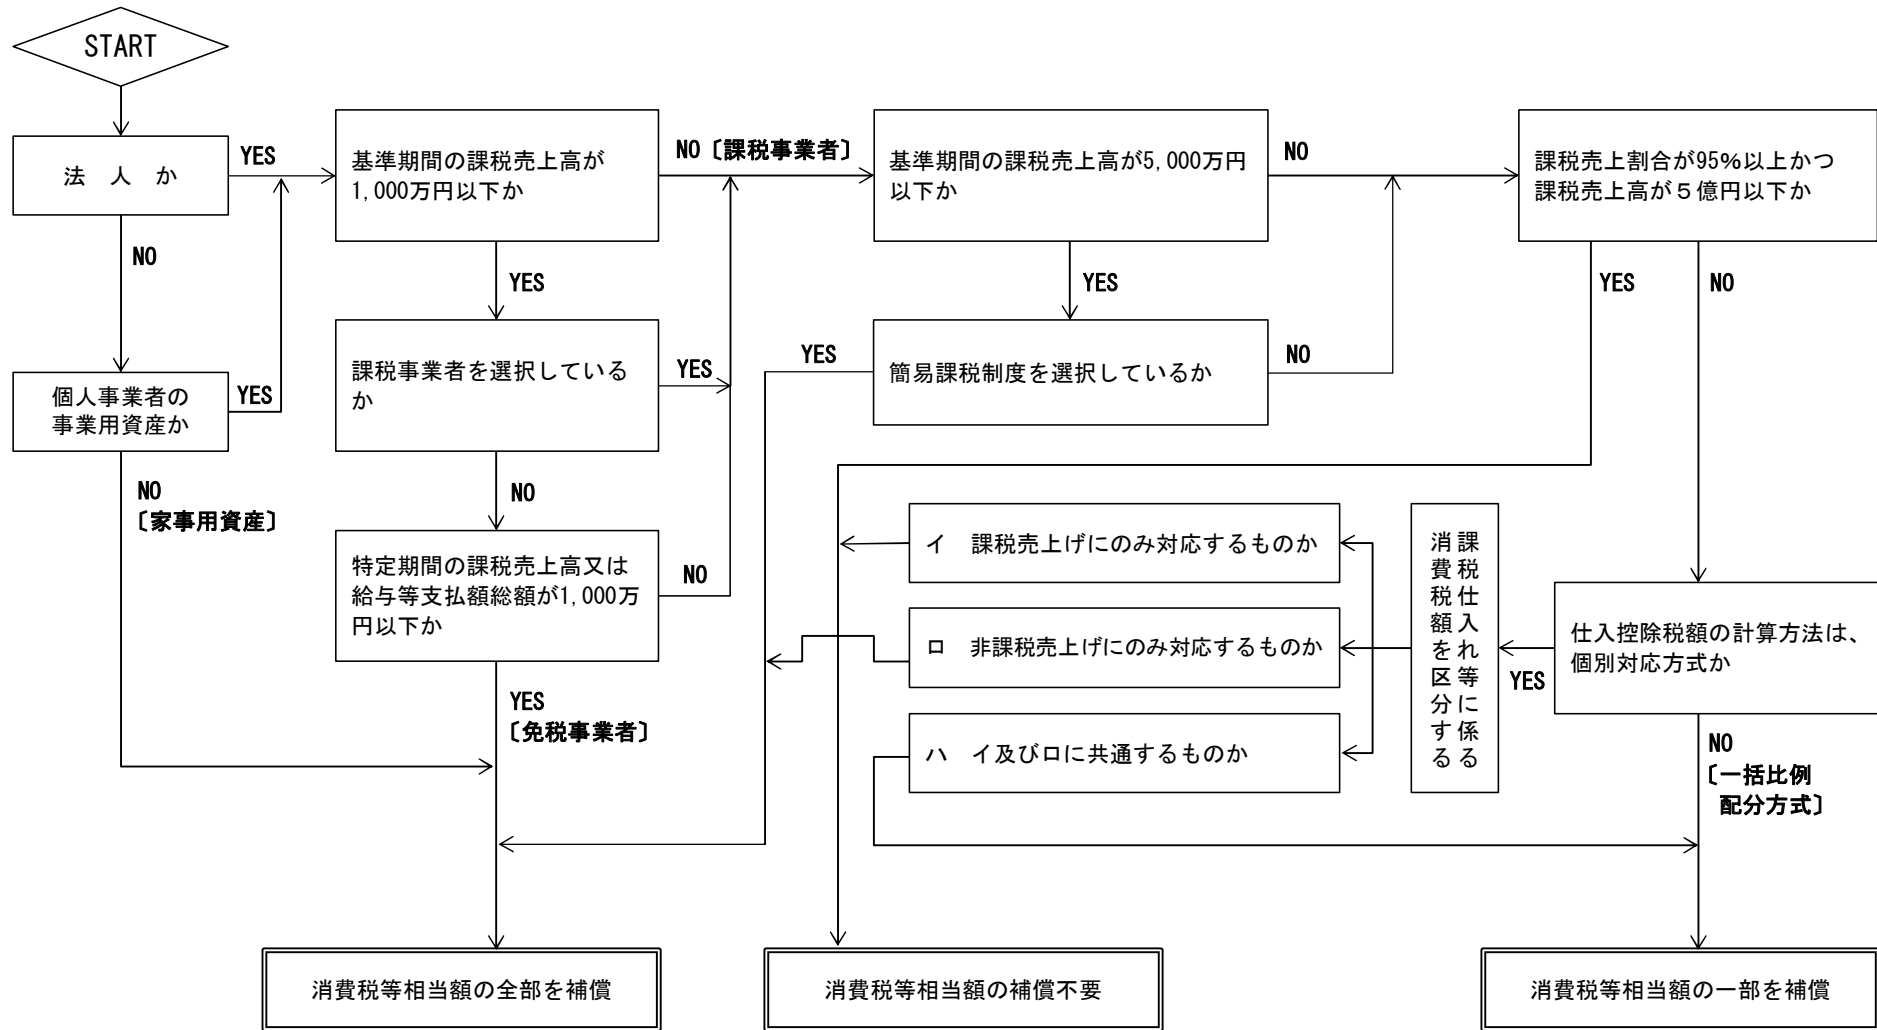 START
法　人　か
YES
NO
個人事業者の
事業用資産か
YES
NO
〔家事用資産〕
基準期間の課税売上高が
1,000万円以下か
NO〔課税事業者〕
YES
課税事業者を選択している
か
YES
NO
特定期間の課税売上高又は
給与等支払額総額が1,000万
円以下か
NO
YES
〔免税事業者〕
基準期間の課税売上高が5,000万円
以下か
NO
YES
簡易課税制度を選択しているか
YES
NO
課税売上割合が95%以上かつ
課税売上高が５億円以下か
YES
NO
仕入控除税額の計算方法は、
個別対応方式か
YES
NO
〔一括比例
配分方式〕
課税仕入れ等に係る
消費税額を区分する
イ　課税売上げにのみ対応するものか
ロ　非課税売上げにのみ対応するものか
ハ　イ及びロに共通するものか
消費税等相当額の全部を補償
消費税等相当額の補償不要
消費税等相当額の一部を補償